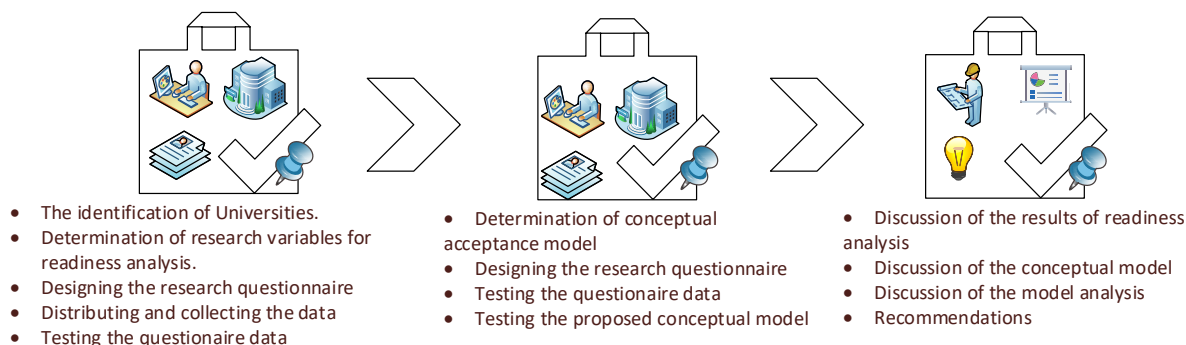 • The identification of Universities.
• Determination of research variables for
readiness analysis.
• Designing the research questionnaire
• Distributing and collecting the data
• Testing the questionaire data
• Determination of conceptual
acceptance model
• Designing the research questionnaire
• Testing the questionaire data
• Testing the proposed conceptual model
• Discussion of the results of readiness
analysis
• Discussion of the conceptual model
• Discussion of the model analysis
• Recommendations